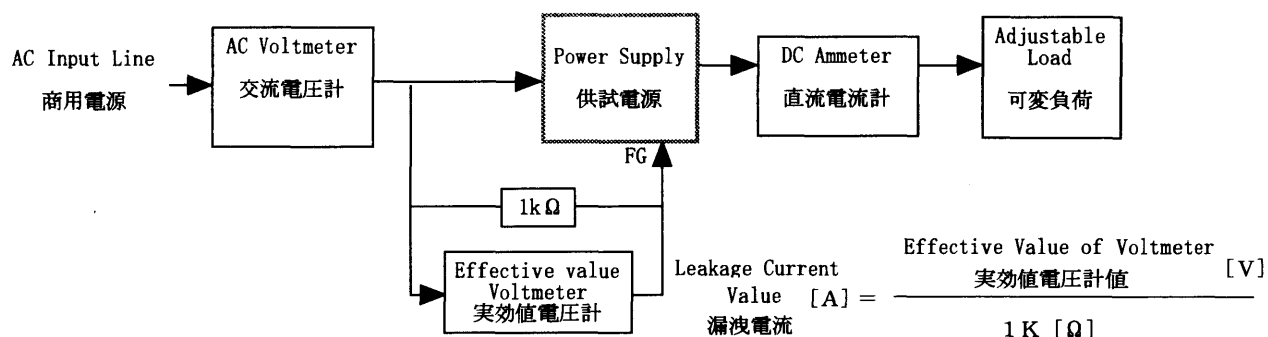 AC Input Line
商用電源
AC Voltmeter
交流電圧計
Power Supply
供試電源
DC Ammeter
直流電流計
Adjustable
Load
可変負荷
FG
1kΩ
Effective value
Voltmeter
実効値電圧計
Leakage Current
Value [A] =
漏洩電流
Effective Value of Voltmeter
実効値電圧計値 [V]
1K [Ω]